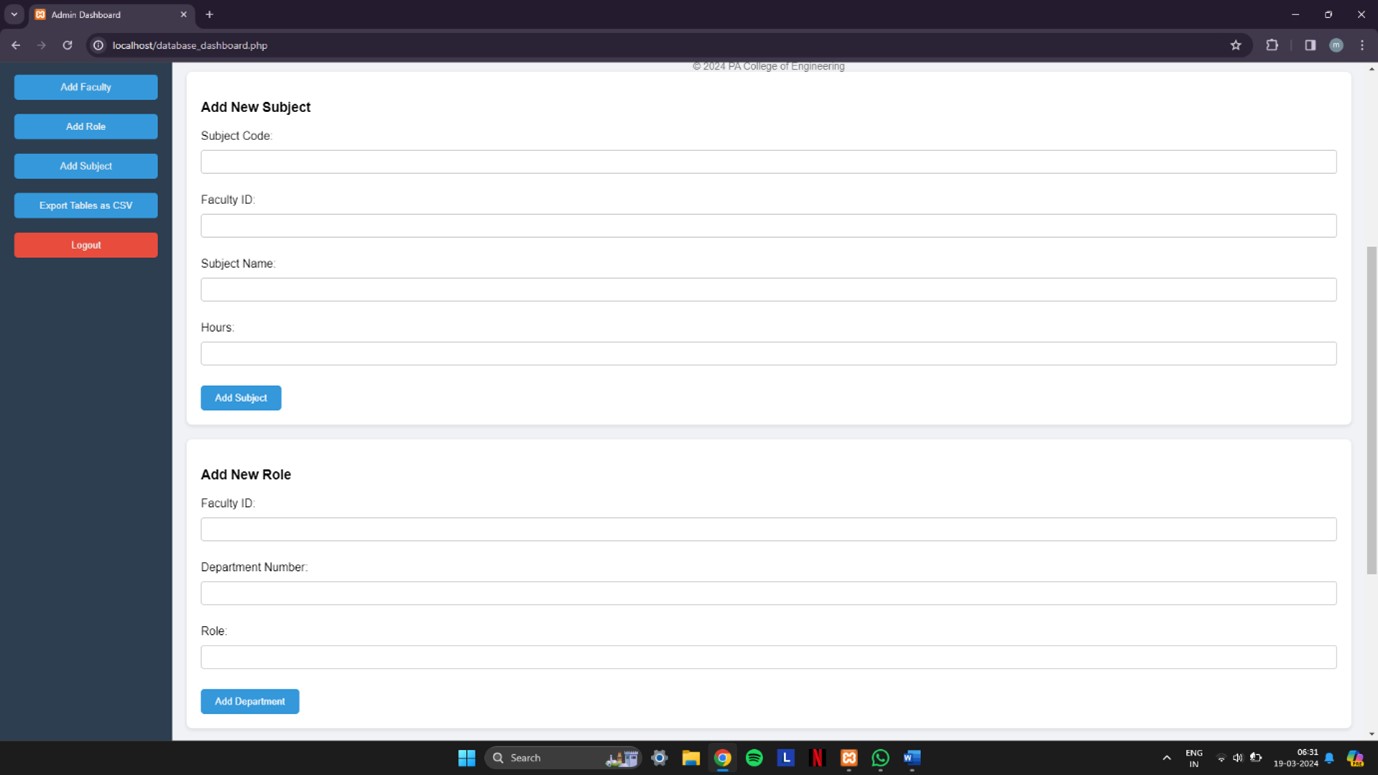 Admin Dashboard
localhost/database_dashboard.php
m
Add Faculty
Add Role
Add Subject
Export Tables as CSV
Logout
© 2024 PA College of Engineering
Add New Subject
Subject Code:
Faculty ID:
Subject Name:
Hours:
Add Subject
Add New Role
Faculty ID:
Department Number:
Role:
Add Department
Search
L
N
W
ENG
IN
06:31
19-03-2024